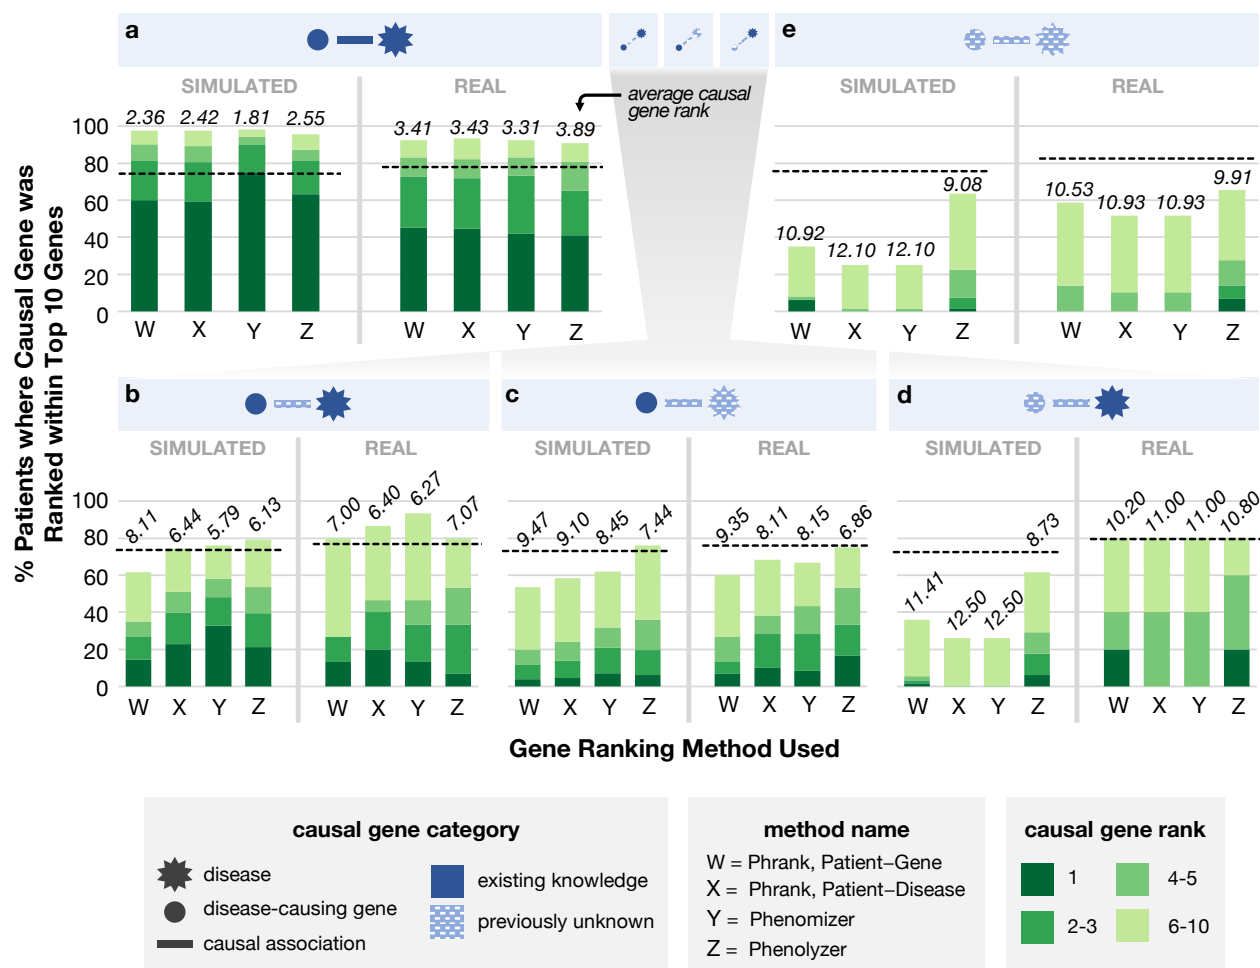 a
e
SIMULATED
REAL
average causal
gene rank
SIMULATED
REAL
% Patients where Causal Gene was
Ranked within Top 10 Genes
100
80
60
40
20
0
2.36
2.42
1.81
2.55
3.41
3.43
3.31
3.89
10.92
12.10
12.10
9.08
10.53
10.93
10.93
9.91
W
X
Y
Z
W
X
Y
Z
W
X
Y
Z
W
X
Y
Z
b
c
d
SIMULATED
REAL
SIMULATED
REAL
SIMULATED
REAL
100
80
60
40
20
0
8.11
6.44
5.79
6.13
7.00
6.40
6.27
7.07
9.47
9.10
8.45
7.44
9.35
8.11
8.15
6.86
11.41
12.50
12.50
8.73
10.20
11.00
11.00
10.80
W
X
Y
Z
W
X
Y
Z
W
X
Y
Z
W
X
Y
Z
W
X
Y
Z
W
X
Y
Z
Gene Ranking Method Used
causal gene category
disease
disease-causing gene
causal association
existing knowledge
previously unknown
method name
W = Phrank, Patient–Gene
X = Phrank, Patient–Disease
Y = Phenomizer
Z = Phenolyzer
causal gene rank
1
4-5
2-3
6-10